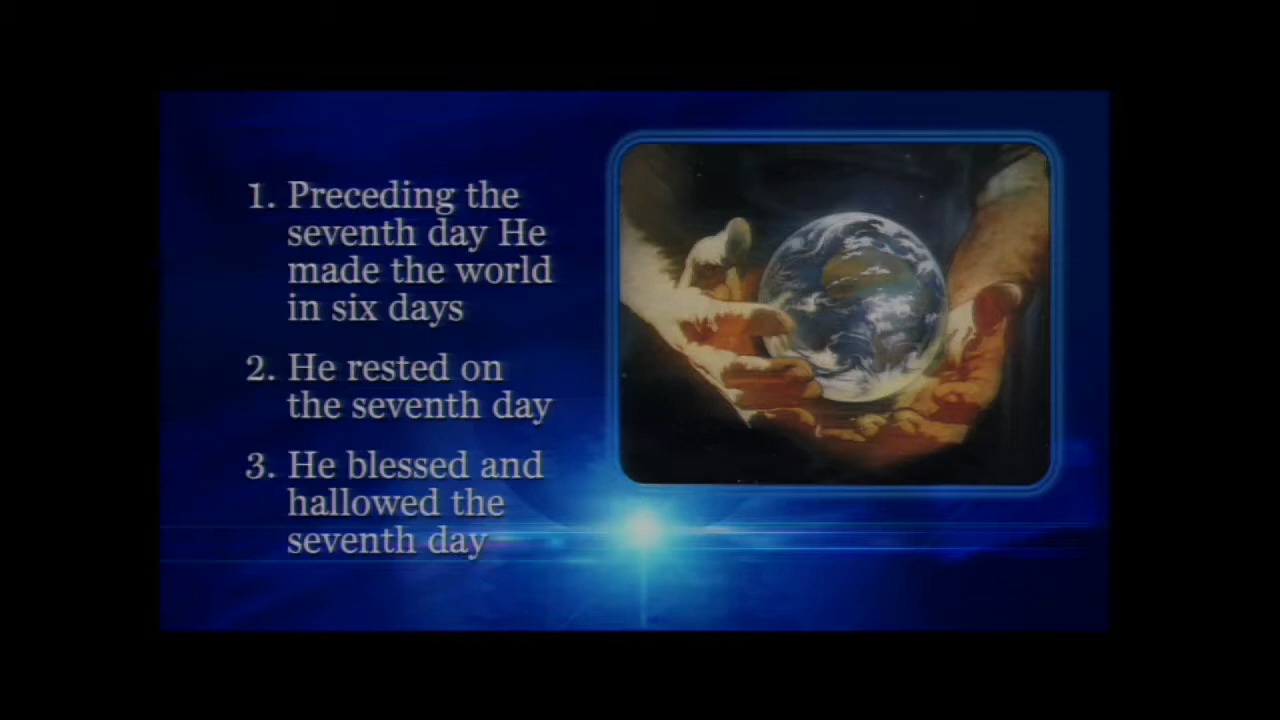 1. Preceding the
seventh day He
made the world
in six days
2. He rested on
the seventh day
3. He blessed and
hallowed the
seventh day